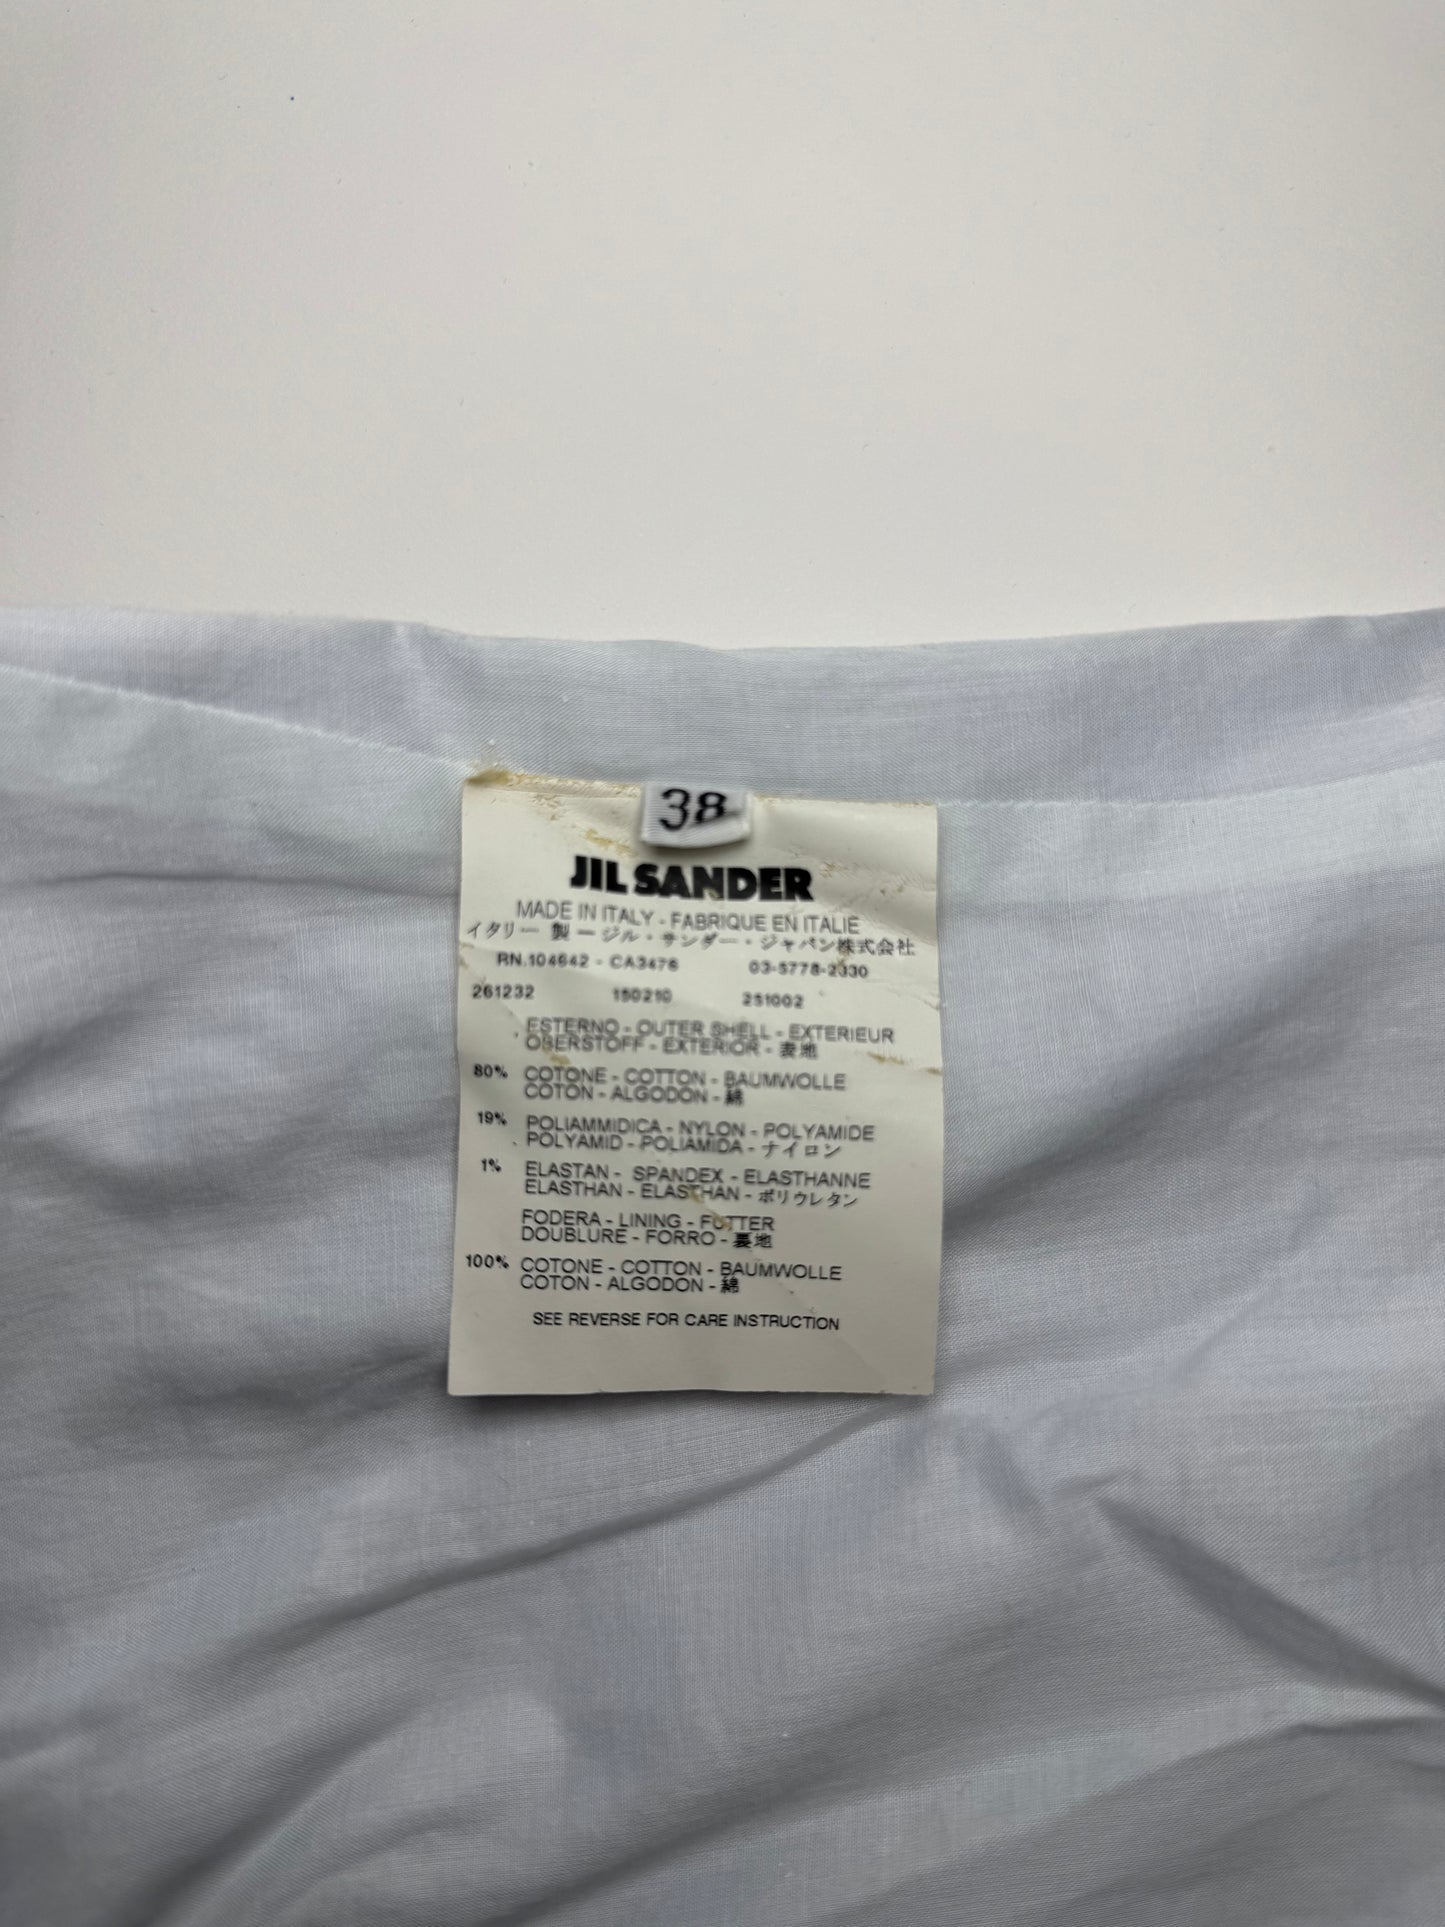 38
JIL SANDER
MADE IN ITALY - FABRIQUE EN ITALIE
イタリー 製 ー ジル・サンダー・ジャパン株式会社
RN.104642 - CA3476 03-5778-2330
261232 150210 251002
ESTERNO - OUTER SHELL - EXTERIEUR
OBERSTOFF - EXTERIOR - 表地
80% COTONE - COTTON - BAUMWOLLE
COTON - ALGODON - 綿
19% POLIAMMIDICA - NYLON - POLYAMIDE
POLYAMID - POLIAMIDA - ナイロン
1% ELASTAN - SPANDEX - ELASTHANNE
ELASTHAN - ELASTHAN - ポリウレタン
FODERA - LINING - FUTTER
DOUBLURE - FORRO - 裏地
100% COTONE - COTTON - BAUMWOLLE
COTON - ALGODON - 綿
SEE REVERSE FOR CARE INSTRUCTION